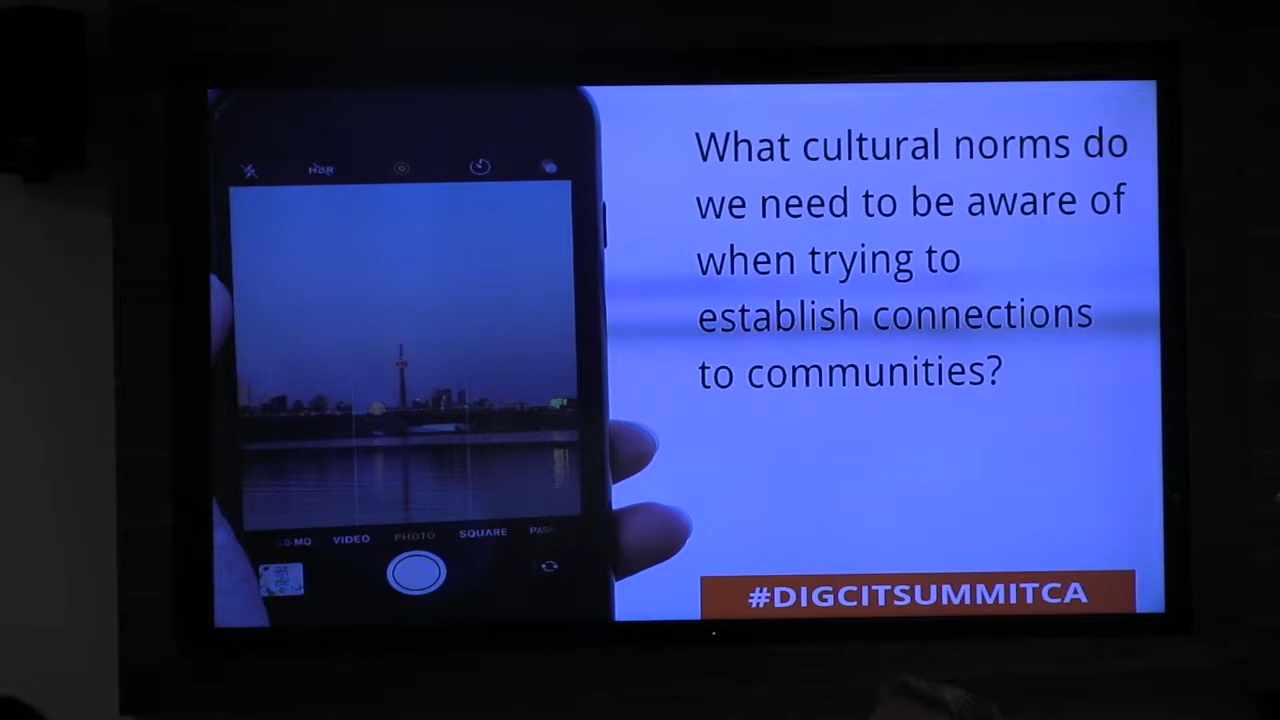 HDR
What cultural norms do
we need to be aware of
when trying to
establish connections
to communities?
VIDEO PHOTO SQUARE
#DIGCITSUMMITCA